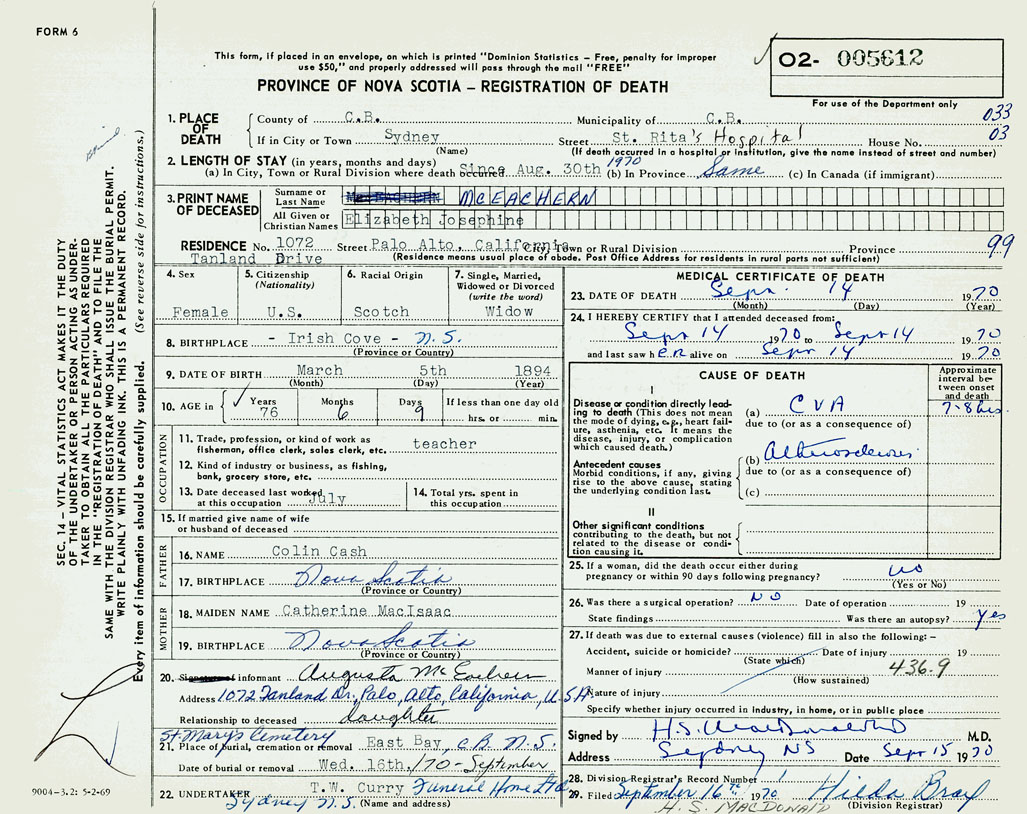 FORM 6
This form, if placed in an envelope, on which is printed "Dominion Statistics – Free, penalty for improper
use $50," and properly addressed will pass through the mail "FREE"
PROVINCE OF NOVA SCOTIA – REGISTRATION OF DEATH
O2- 005612
For use of the Department only
033
03
1. PLACE OF DEATH
County of C.B. Municipality of C.B.
If in City or Town Sydney Street St. Rita's Hospital House No.
(Name) (If death occurred in a hospital or institution, give the name instead of street and number)
2. LENGTH OF STAY (in years, months and days)
(a) In City, Town or Rural Division where death occurred Since Aug. 30th 1970 (b) In Province Same (c) In Canada (if immigrant)
3. PRINT NAME OF DECEASED
Surname or Last Name MCEACHERN
All Given or Christian Names Elizabeth Josephine
RESIDENCE No. 1072 Street Palo Alto, California City, Town or Rural Division Province 99
Tanland Drive (Residence means usual place of abode. Post Office Address for residents in rural parts not sufficient)
4. Sex Female
5. Citizenship (Nationality) U.S.
6. Racial Origin Scotch
7. Single, Married, Widowed or Divorced (write the word) Widow
8. BIRTHPLACE - Irish Cove - N.S.
(Province or Country)
9. DATE OF BIRTH March 5th 1894
(Month) (Day) (Year)
10. AGE in Years 76 Months 6 Days 9 If less than one day old
hrs. or min.
OCCUPATION
11. Trade, profession, or kind of work as
fisherman, office clerk, sales clerk, etc. teacher
12. Kind of industry or business, as fishing,
bank, grocery store, etc.
13. Date deceased last worked
at this occupation July
14. Total yrs. spent in
this occupation
15. If married give name of wife
or husband of deceased
FATHER
16. NAME Colin Cash
17. BIRTHPLACE Nova Scotia
(Province or Country)
MOTHER
18. MAIDEN NAME Catherine MacIsaac
19. BIRTHPLACE Nova Scotia
(Province or Country)
20. Signature of informant Augusta McEachern
Address 1072 Tanland Dr., Palo, Alto, California, U.S.A.
Relationship to deceased daughter
St. Mary's Cemetery
21. Place of burial, cremation or removal East Bay, C.B. N.S.
Date of burial or removal Wed. 16th./70 - September
22. UNDERTAKER T.W. Curry Funeral Home Ltd
Sydney N.S. (Name and address)
MEDICAL CERTIFICATE OF DEATH
23. DATE OF DEATH Sept. 14 1970
(Month) (Day) (Year)
24. I HEREBY CERTIFY that I attended deceased from:
Sept 14 1970 to Sept 14 1970
and last saw her alive on Sept 14 1970
CAUSE OF DEATH
Approximate interval between onset and death
I
Disease or condition directly leading to death (This does not mean the mode of dying, e.g., heart failure, asthenia, etc. It means the disease, injury, or complication which caused death.)
(a) CVA 7-8 hrs
due to (or as a consequence of)
Antecedent causes
Morbid conditions, if any, giving rise to the above cause, stating the underlying condition last.
(b) Atherosclerosis
due to (or as a consequence of)
(c)
II
Other significant conditions
contributing to the death, but not related to the disease or condition causing it.
25. If a woman, did the death occur either during
pregnancy or within 90 days following pregnancy? no
(Yes or No)
26. Was there a surgical operation? NO Date of operation 19
State findings Was there an autopsy? yes
27. If death was due to external causes (violence) fill in also the following: –
Accident, suicide or homicide? Date of injury 19
(State which)
Manner of injury 436.9
(How sustained)
Nature of injury
Specify whether injury occurred in industry, in home, or in public place
Signed by H.S. MacDonald M.D.
Address Sydney NS Date Sept 15 1970
28. Division Registrar's Record Number 1
29. Filed September 16th 1970 Hilda Bray
H. S. MACDONALD (Division Registrar)
SEC. 14 – VITAL STATISTICS ACT MAKES IT THE DUTY
OF THE UNDERTAKER OR PERSON ACTING AS UNDER-
TAKER TO OBTAIN ALL THE PARTICULARS REQUIRED
IN THE "REGISTRATION OF DEATH" AND TO FILE THE
SAME WITH THE DIVISION REGISTRAR WHO SHALL ISSUE THE BURIAL PERMIT.
WRITE PLAINLY WITH UNFADING INK. THIS IS A PERMANENT RECORD.
Every item of information should be carefully supplied. (See reverse side for instructions.)
9004-3.2: 5-2-69